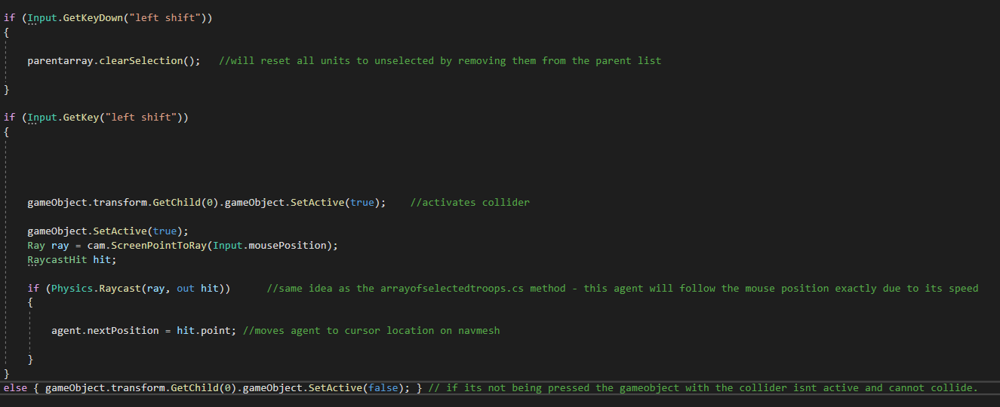 if (Input.GetKeyDown("left shift"))
{
parentarray.clearSelection();   //will reset all units to unselected by removing them from the parent list
}
if (Input.GetKey("left shift"))
{
gameObject.transform.GetChild(0).gameObject.SetActive(true);    //activates collider
gameObject.SetActive(true);
Ray ray = cam.ScreenPointToRay(Input.mousePosition);
RaycastHit hit;
if (Physics.Raycast(ray, out hit))      //same idea as the arrayofselectedtroops.cs method - this agent will follow the mouse position exactly due to its speed
{
agent.nextPosition = hit.point; //moves agent to cursor location on navmesh
}
}
else { gameObject.transform.GetChild(0).gameObject.SetActive(false); } // if its not being pressed the gameobject with the collider isnt active and cannot collide.